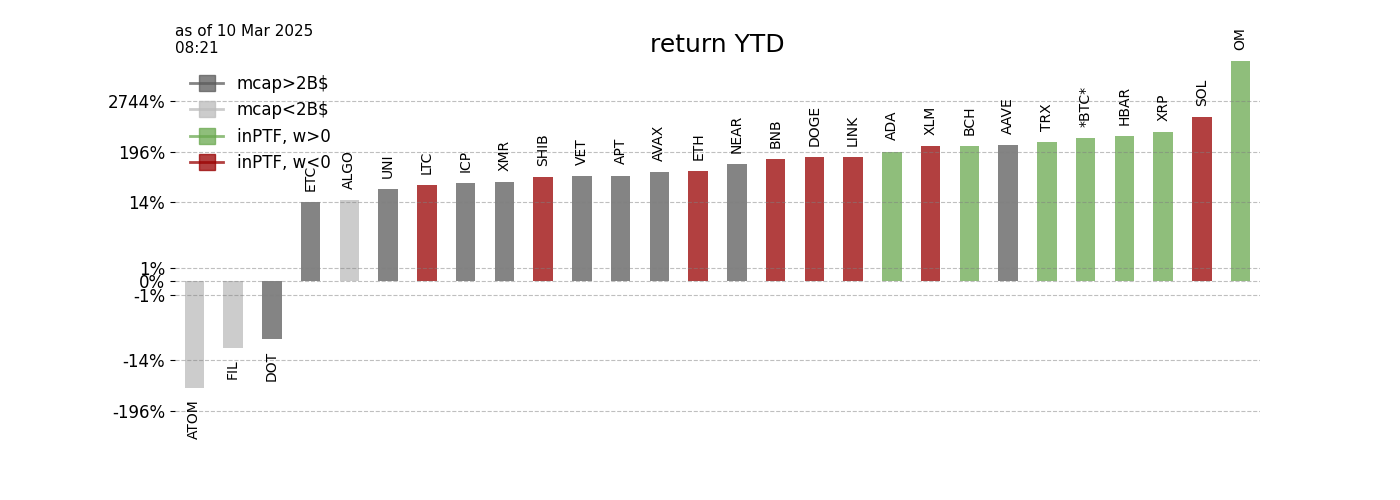 as of 10 Mar 2025
08:21
return YTD
mcap>2B$
mcap<2B$
inPTF, w>0
inPTF, w<0
2744%
196%
14%
1%
0%
-1%
-14%
-196%
ATOM
FIL
DOT
ETC
ALGO
UNI
LTC
ICP
XMR
SHIB
VET
APT
AVAX
ETH
NEAR
BNB
DOGE
LINK
ADA
XLM
BCH
AAVE
TRX
*BTC*
HBAR
XRP
SOL
OM